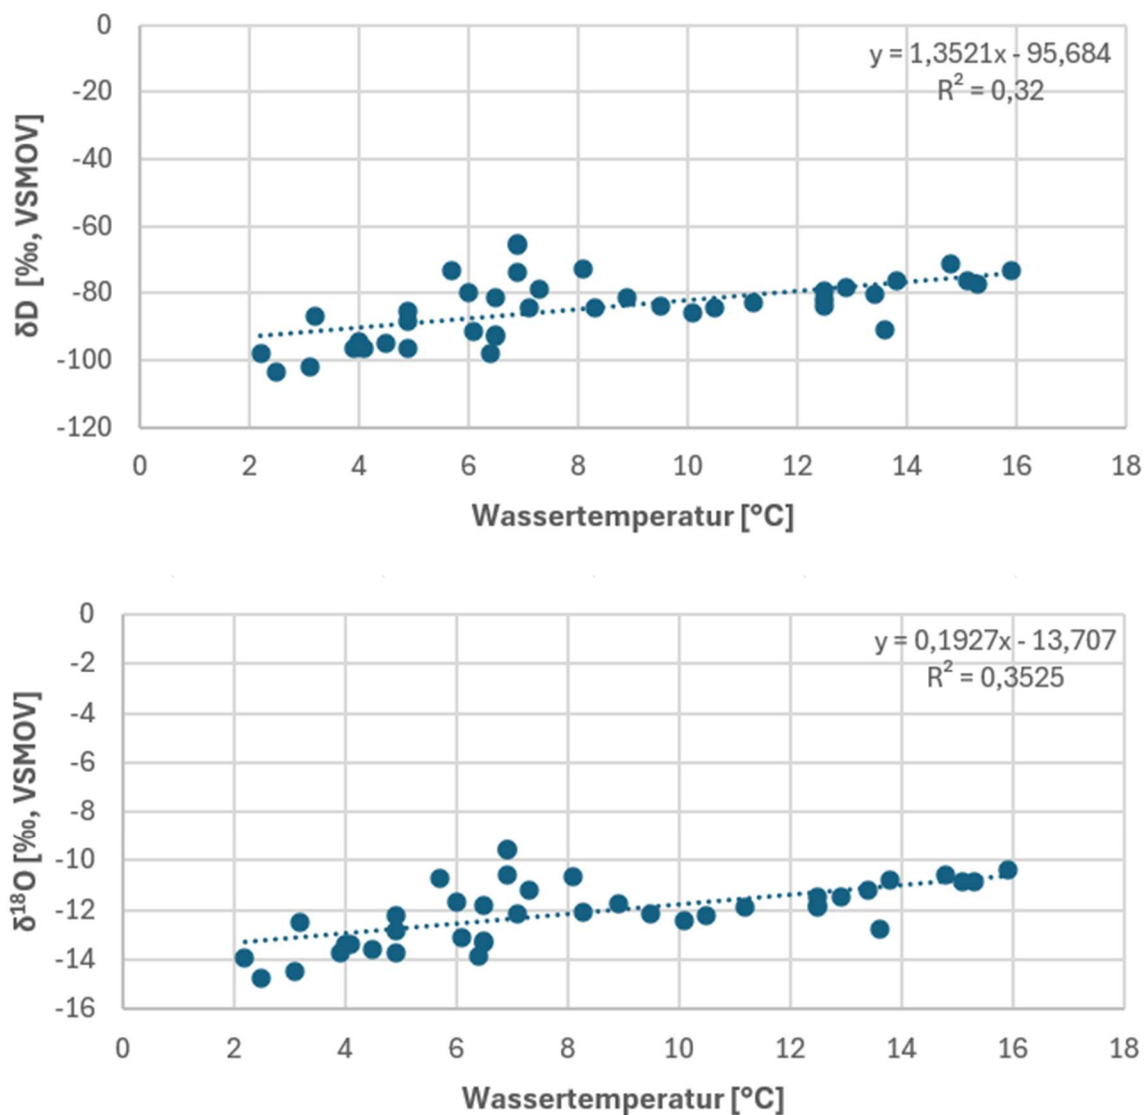 0
-20
-40
-60
-80
-100
-120
δD [‰, VSMOV]
y = 1,3521x - 95,684
R² = 0,32
0 2 4 6 8 10 12 14 16 18
Wassertemperatur [°C]
0
-2
-4
-6
-8
-10
-12
-14
-16
δ¹⁸O [‰, VSMOV]
y = 0,1927x - 13,707
R² = 0,3525
0 2 4 6 8 10 12 14 16 18
Wassertemperatur [°C]